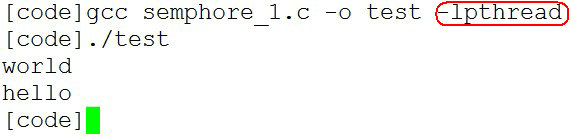 [code]gcc semphore_1.c -o test -lpthread
[code]./test
world
hello
[code]